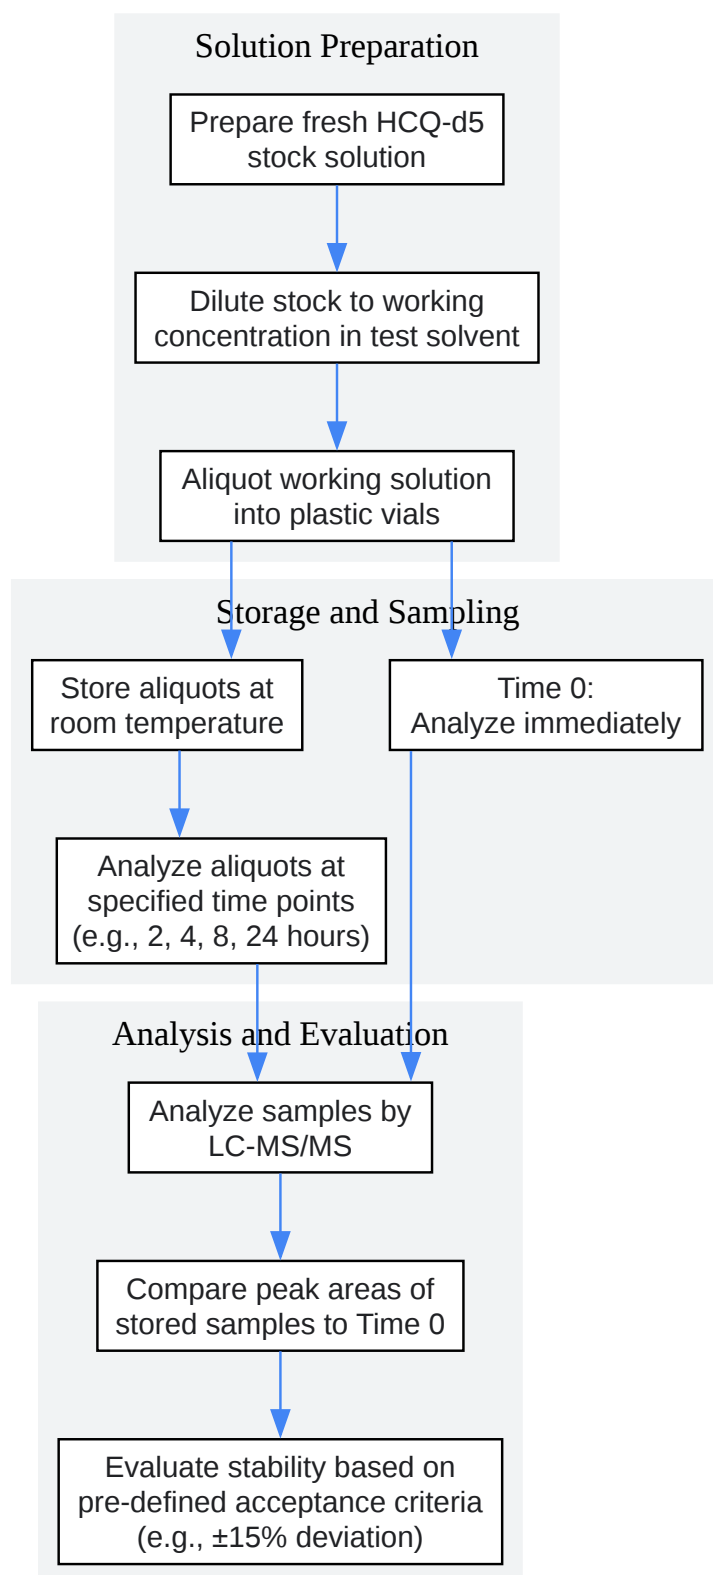 Solution Preparation
Prepare fresh HCQ-d5
stock solution
Dilute stock to working
concentration in test solvent
Aliquot working solution
into plastic vials
Storage and Sampling
Store aliquots at
room temperature
Time 0:
Analyze immediately
Analyze aliquots at
specified time points
(e.g., 2, 4, 8, 24 hours)
Analysis and Evaluation
Analyze samples by
LC-MS/MS
Compare peak areas of
stored samples to Time 0
Evaluate stability based on
pre-defined acceptance criteria
(e.g., ±15% deviation)